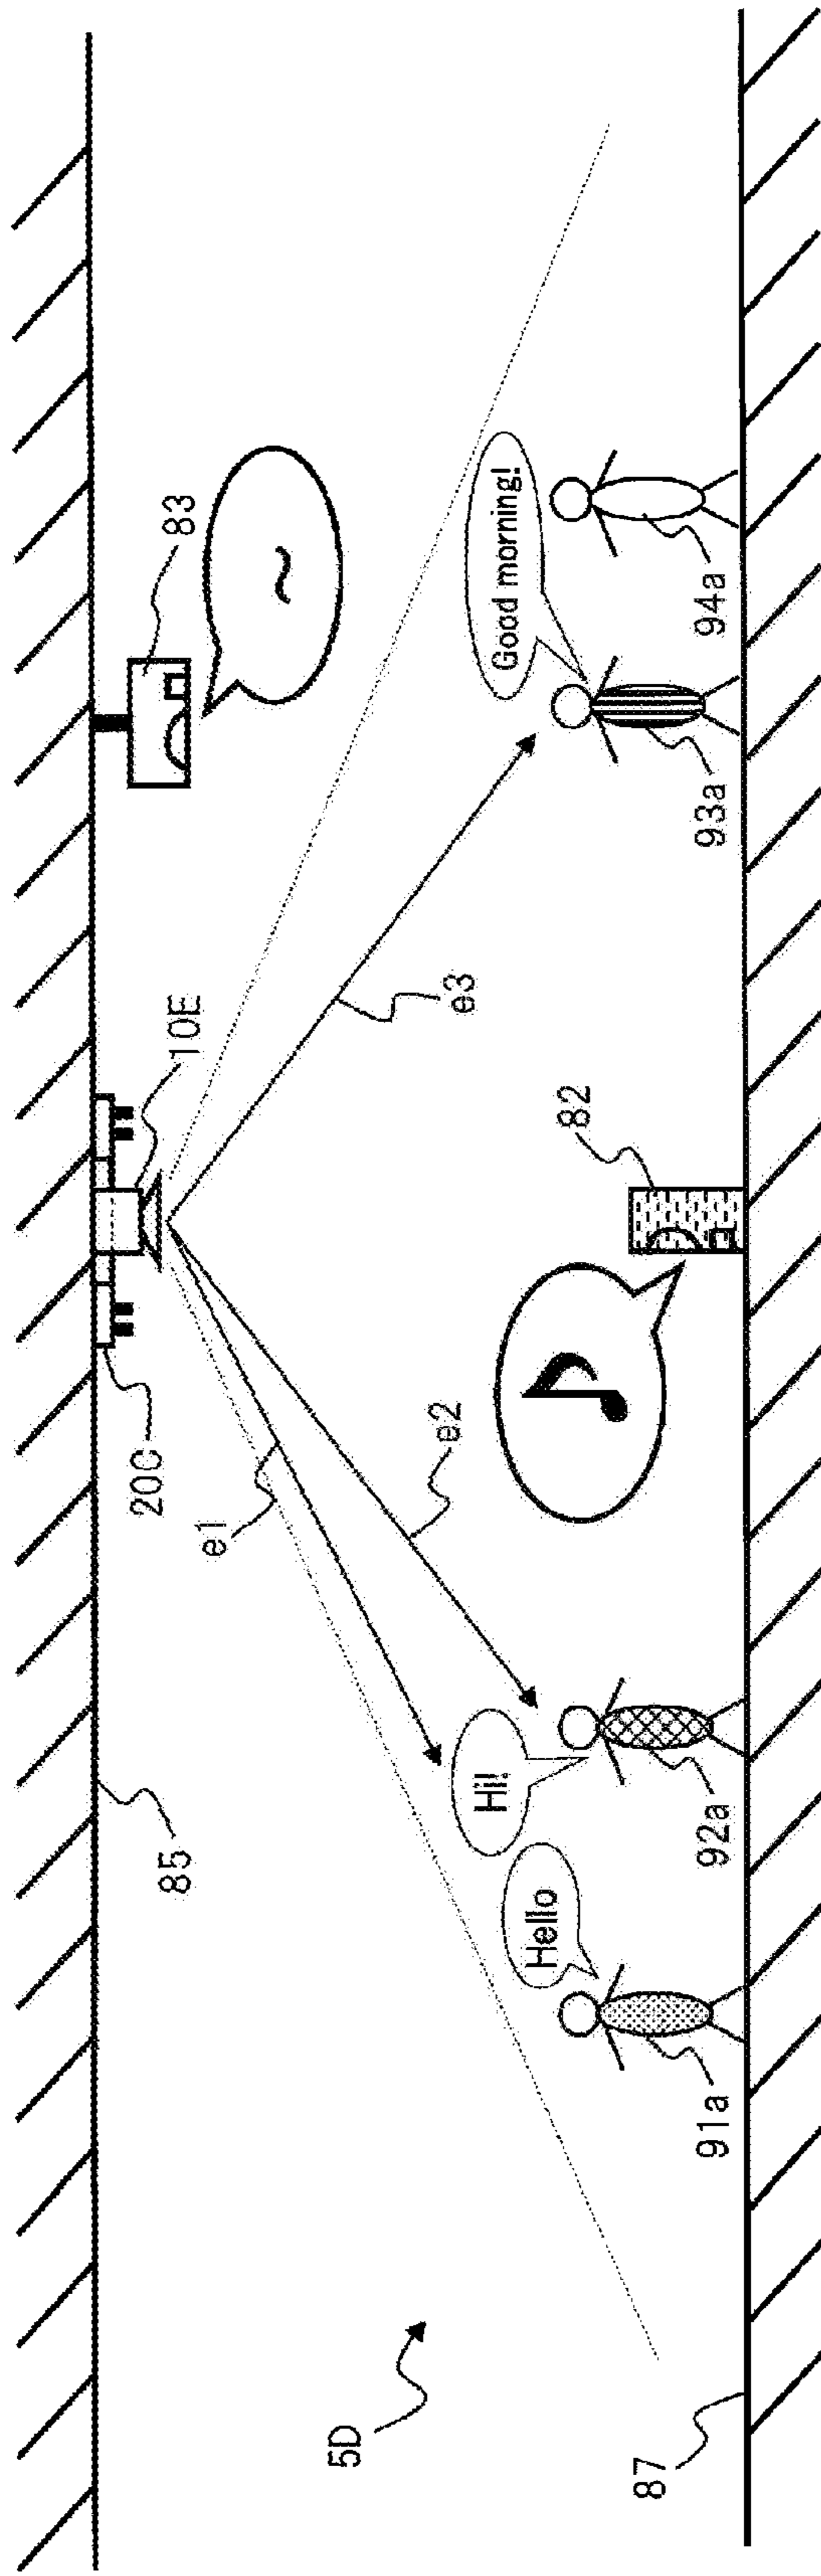 83
10E
20C
85
e1
e2
e3
82
♪
~
Hello
Hi!
Good morning!
91a
92a
93a
94a
5D
87